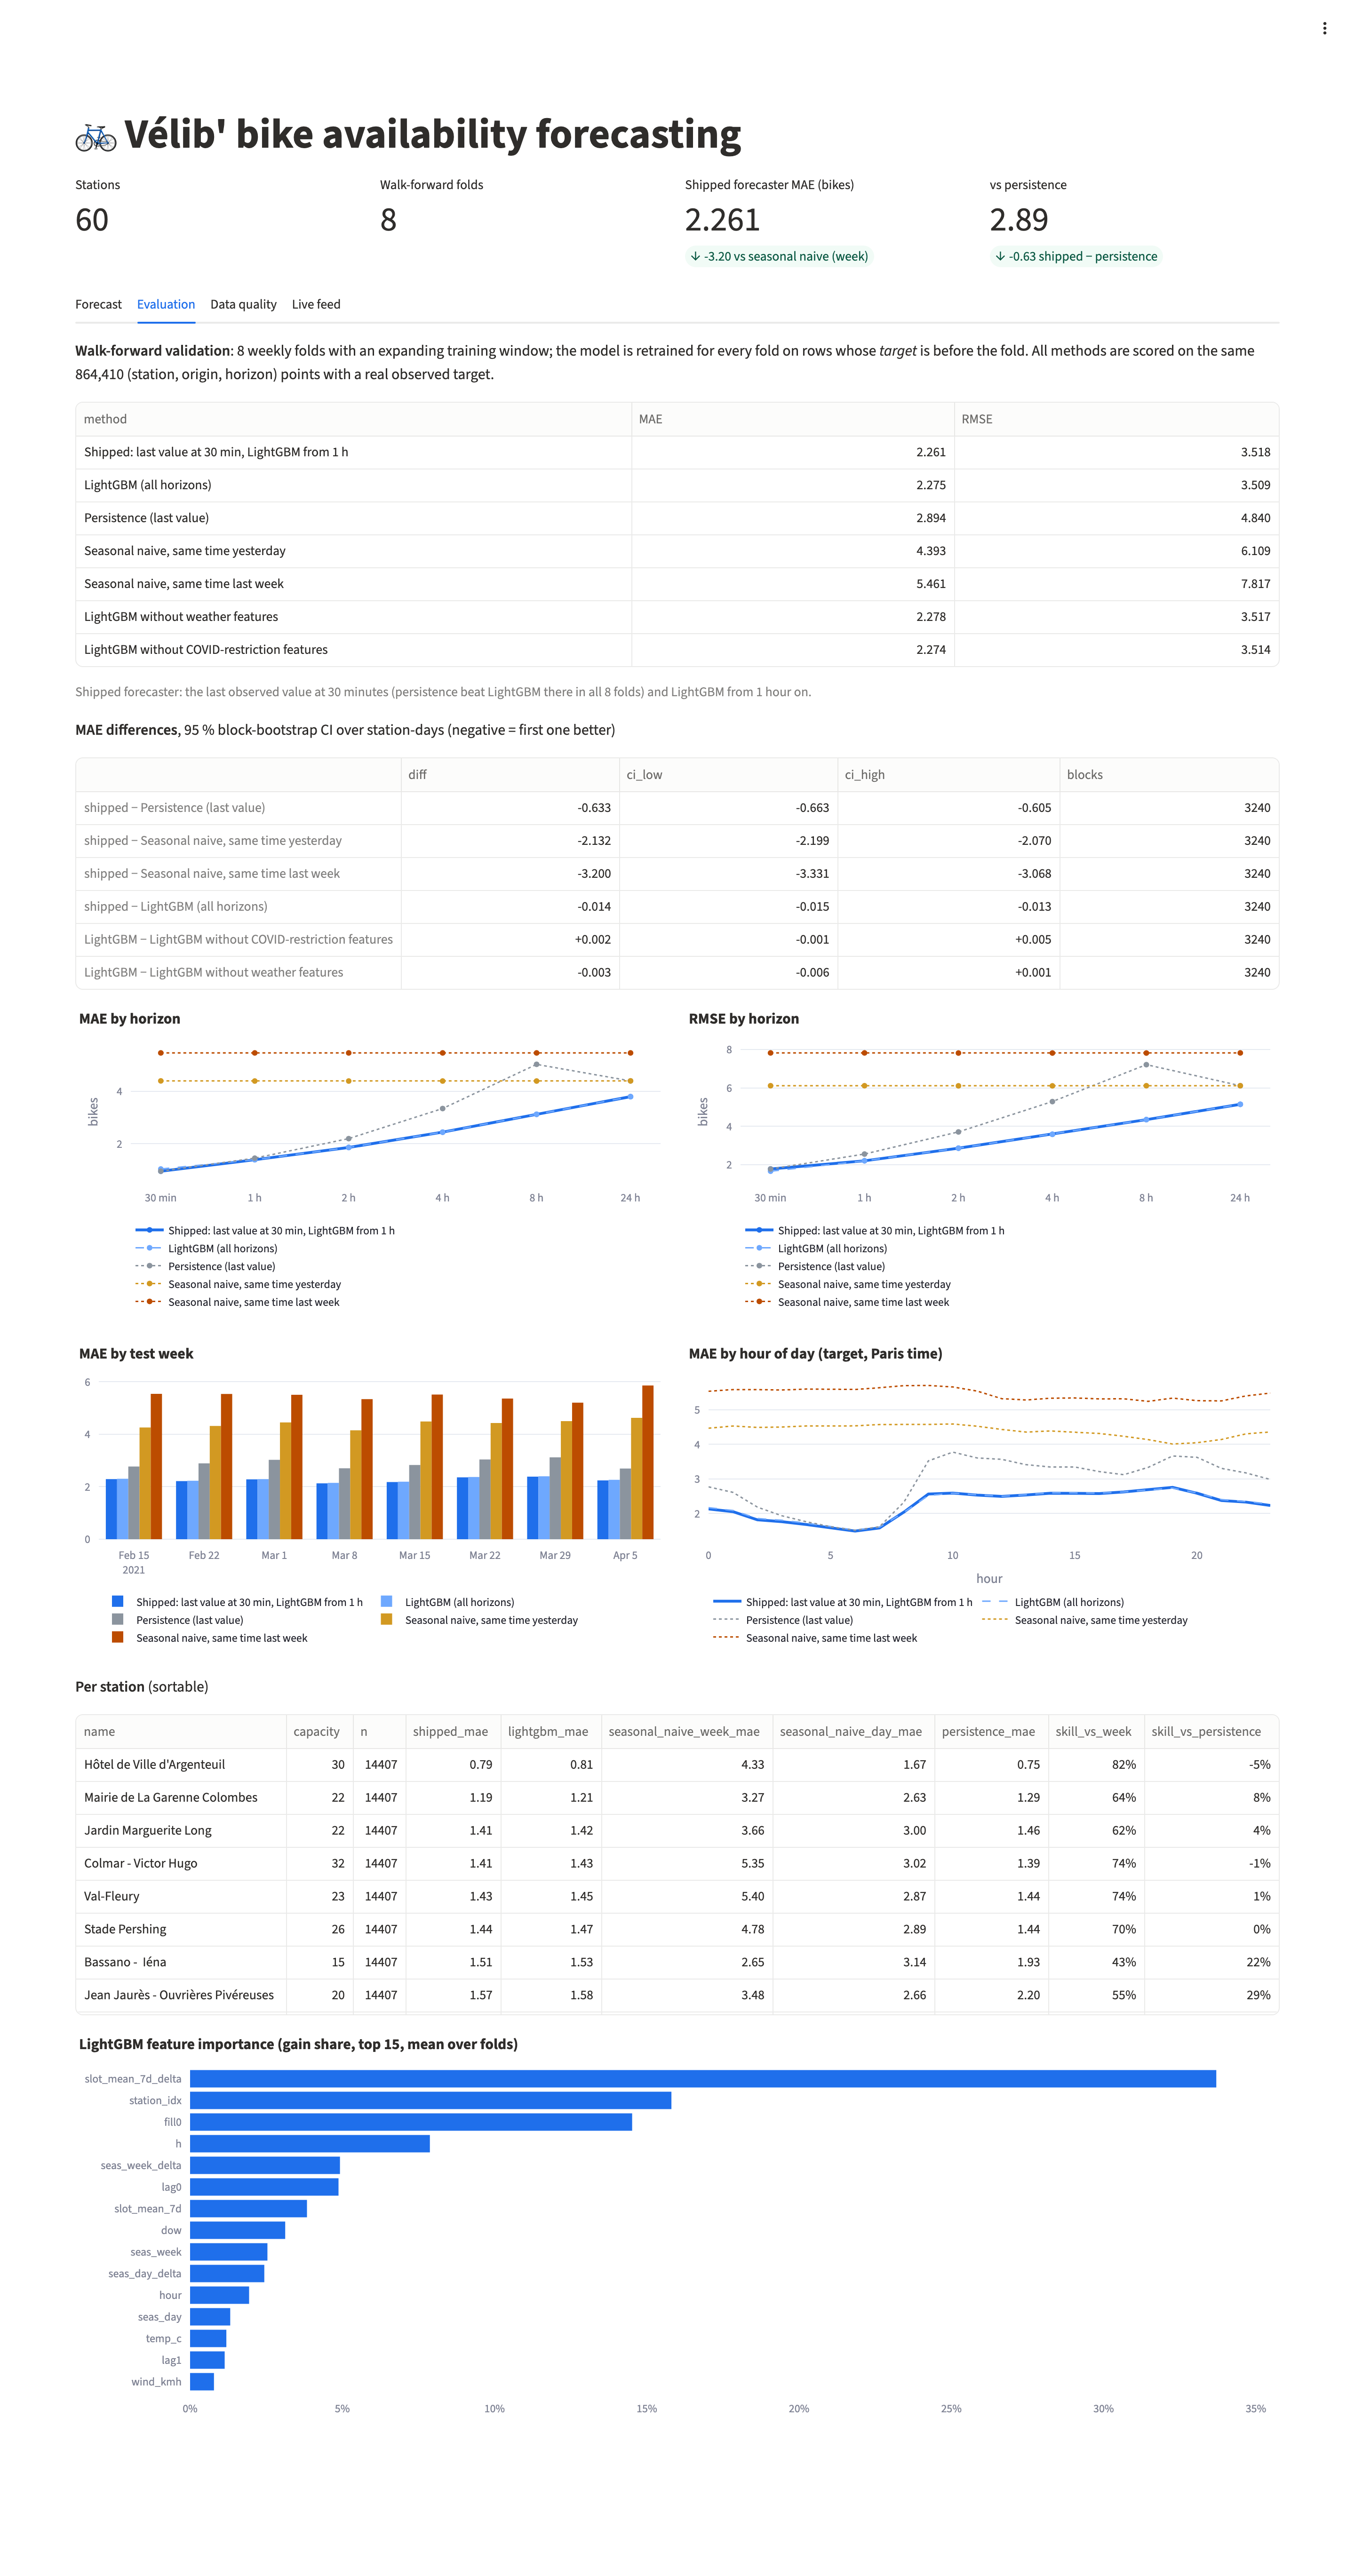 🚲 Vélib' bike availability forecasting
Stations
60
Walk-forward folds
8
Shipped forecaster MAE (bikes)
2.261
↓ -3.20 vs seasonal naive (week)
vs persistence
2.89
↓ -0.63 shipped − persistence
Forecast Evaluation Data quality Live feed
Walk-forward validation: 8 weekly folds with an expanding training window; the model is retrained for every fold on rows whose target is before the fold. All methods are scored on the same
864,410 (station, origin, horizon) points with a real observed target.
method MAE RMSE
Shipped: last value at 30 min, LightGBM from 1 h 2.261 3.518
LightGBM (all horizons) 2.275 3.509
Persistence (last value) 2.894 4.840
Seasonal naive, same time yesterday 4.393 6.109
Seasonal naive, same time last week 5.461 7.817
LightGBM without weather features 2.278 3.517
LightGBM without COVID-restriction features 2.274 3.514
Shipped forecaster: the last observed value at 30 minutes (persistence beat LightGBM there in all 8 folds) and LightGBM from 1 hour on.
MAE differences, 95 % block-bootstrap CI over station-days (negative = first one better)
diff ci_low ci_high blocks
shipped − Persistence (last value) -0.633 -0.663 -0.605 3240
shipped − Seasonal naive, same time yesterday -2.132 -2.199 -2.070 3240
shipped − Seasonal naive, same time last week -3.200 -3.331 -3.068 3240
shipped − LightGBM (all horizons) -0.014 -0.015 -0.013 3240
LightGBM − LightGBM without COVID-restriction features +0.002 -0.001 +0.005 3240
LightGBM − LightGBM without weather features -0.003 -0.006 +0.001 3240
MAE by horizon
bikes
4
2
30 min 1 h 2 h 4 h 8 h 24 h
Shipped: last value at 30 min, LightGBM from 1 h
LightGBM (all horizons)
Persistence (last value)
Seasonal naive, same time yesterday
Seasonal naive, same time last week
RMSE by horizon
bikes
8
6
4
2
30 min 1 h 2 h 4 h 8 h 24 h
Shipped: last value at 30 min, LightGBM from 1 h
LightGBM (all horizons)
Persistence (last value)
Seasonal naive, same time yesterday
Seasonal naive, same time last week
MAE by test week
6
4
2
0
Feb 15 Feb 22 Mar 1 Mar 8 Mar 15 Mar 22 Mar 29 Apr 5
2021
Shipped: last value at 30 min, LightGBM from 1 h LightGBM (all horizons)
Persistence (last value) Seasonal naive, same time yesterday
Seasonal naive, same time last week
MAE by hour of day (target, Paris time)
5
4
3
2
0 5 10 15 20
hour
Shipped: last value at 30 min, LightGBM from 1 h LightGBM (all horizons)
Persistence (last value) Seasonal naive, same time yesterday
Seasonal naive, same time last week
Per station (sortable)
name capacity n shipped_mae lightgbm_mae seasonal_naive_week_mae seasonal_naive_day_mae persistence_mae skill_vs_week skill_vs_persistence
Hôtel de Ville d'Argenteuil 30 14407 0.79 0.81 4.33 1.67 0.75 82% -5%
Mairie de La Garenne Colombes 22 14407 1.19 1.21 3.27 2.63 1.29 64% 8%
Jardin Marguerite Long 22 14407 1.41 1.42 3.66 3.00 1.46 62% 4%
Colmar - Victor Hugo 32 14407 1.41 1.43 5.35 3.02 1.39 74% -1%
Val-Fleury 23 14407 1.43 1.45 5.40 2.87 1.44 74% 1%
Stade Pershing 26 14407 1.44 1.47 4.78 2.89 1.44 70% 0%
Bassano - Iéna 15 14407 1.51 1.53 2.65 3.14 1.93 43% 22%
Jean Jaurès - Ouvrières Pivéreuses 20 14407 1.57 1.58 3.48 2.66 2.20 55% 29%
LightGBM feature importance (gain share, top 15, mean over folds)
slot_mean_7d_delta
station_idx
fill0
h
seas_week_delta
lag0
slot_mean_7d
dow
seas_week
seas_day_delta
hour
seas_day
temp_c
lag1
wind_kmh
0% 5% 10% 15% 20% 25% 30% 35%